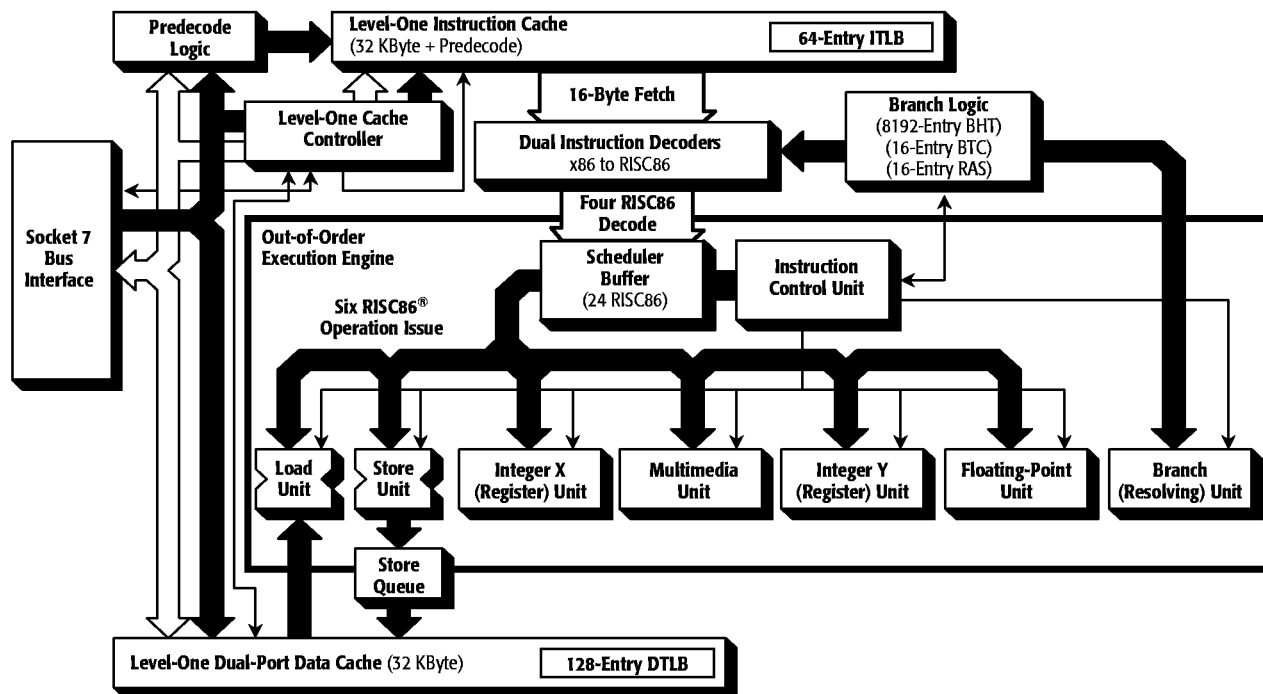 Predecode
Logic
Level-One Instruction Cache
(32 KByte + Predecode)
64-Entry ITLB
16-Byte Fetch
Level-One Cache
Controller
Dual Instruction Decoders
x86 to RISC86
Branch Logic
(8192-Entry BHT)
(16-Entry BTC)
(16-Entry RAS)
Four RISC86
Decode
Socket 7
Bus
Interface
Out-of-Order
Execution Engine
Scheduler
Buffer
(24 RISC86)
Instruction
Control Unit
Six RISC86®
Operation Issue
Load
Unit
Store
Unit
Integer X
(Register) Unit
Multimedia
Unit
Integer Y
(Register) Unit
Floating-Point
Unit
Branch
(Resolving) Unit
Store
Queue
Level-One Dual-Port Data Cache (32 KByte)
128-Entry DTLB